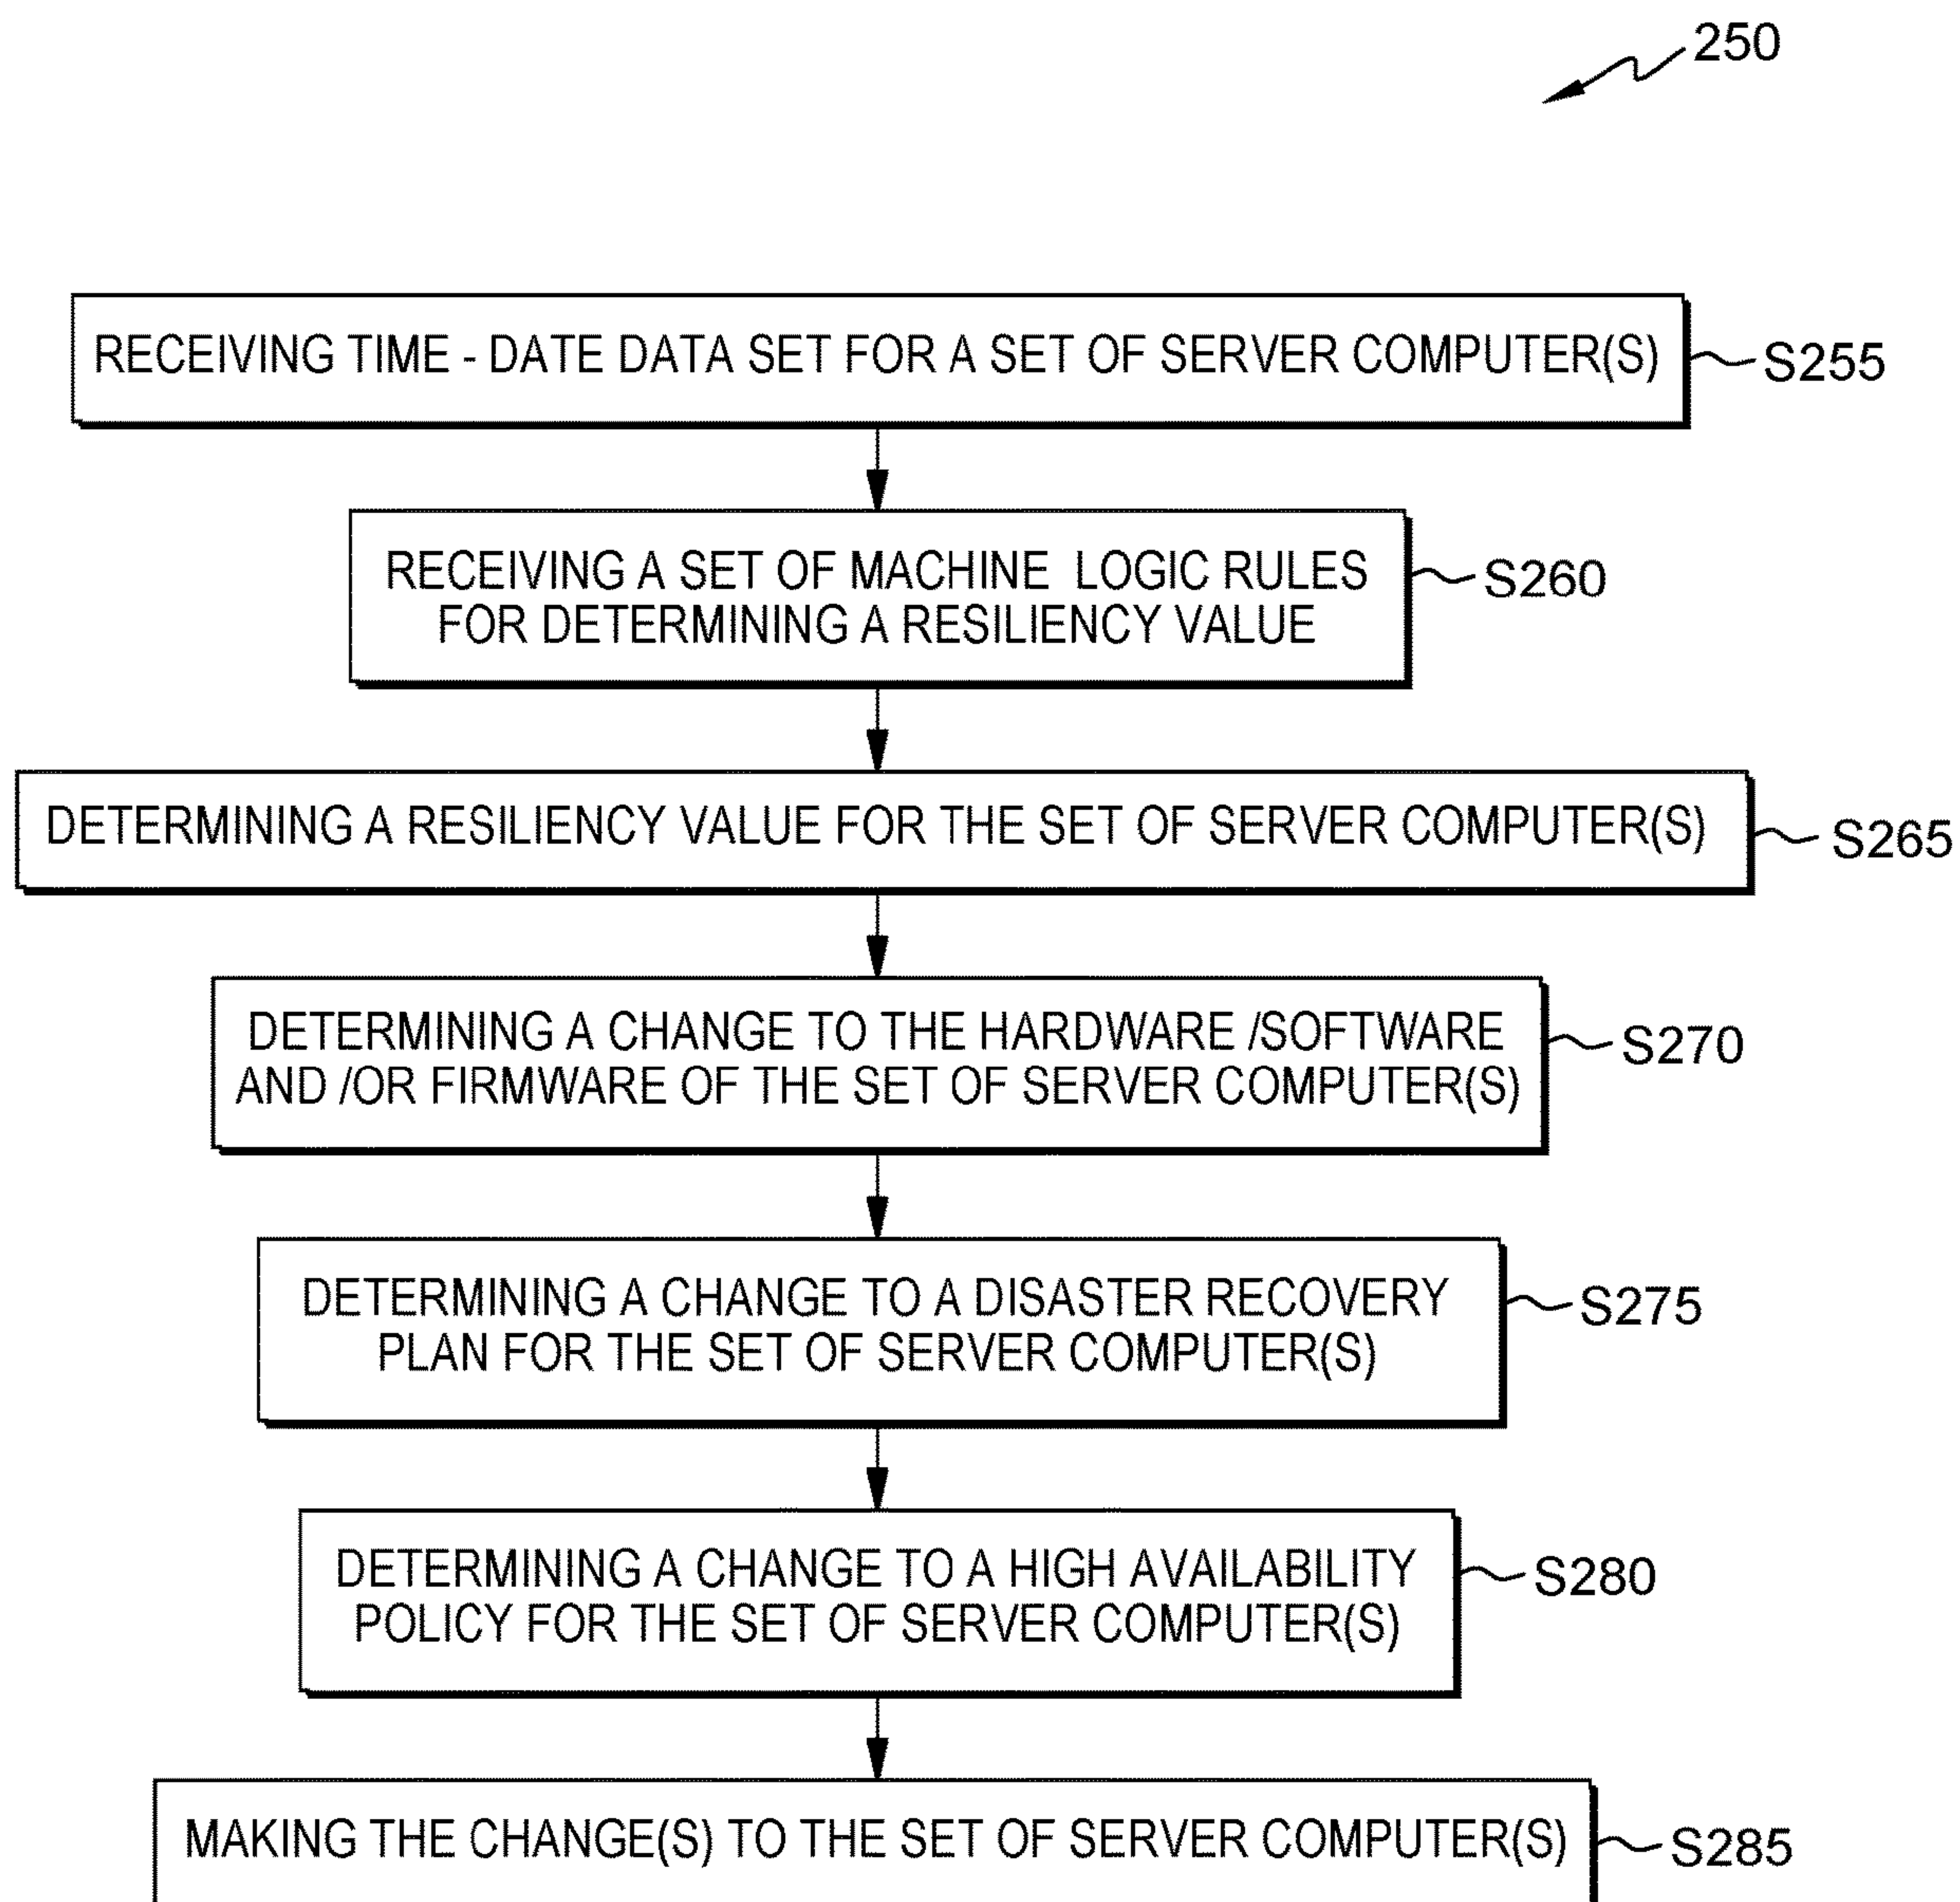 250
RECEIVING TIME - DATE DATA SET FOR A SET OF SERVER COMPUTER(S)
S255
RECEIVING A SET OF MACHINE LOGIC RULES
FOR DETERMINING A RESILIENCY VALUE
S260
DETERMINING A RESILIENCY VALUE FOR THE SET OF SERVER COMPUTER(S)
S265
DETERMINING A CHANGE TO THE HARDWARE /SOFTWARE
AND /OR FIRMWARE OF THE SET OF SERVER COMPUTER(S)
S270
DETERMINING A CHANGE TO A DISASTER RECOVERY
PLAN FOR THE SET OF SERVER COMPUTER(S)
S275
DETERMINING A CHANGE TO A HIGH AVAILABILITY
POLICY FOR THE SET OF SERVER COMPUTER(S)
S280
MAKING THE CHANGE(S) TO THE SET OF SERVER COMPUTER(S)
S285